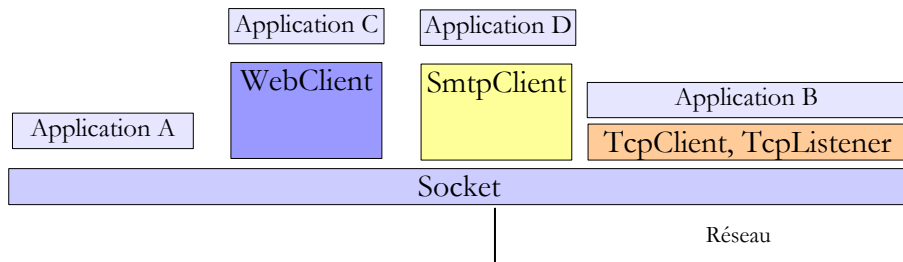 Application C
Application D
WebClient
SmtpClient
Application B
Application A
TcpClient, TcpListener
Socket
Réseau